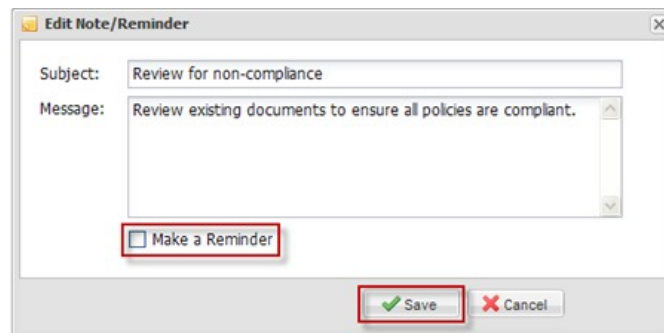 Edit Note/Reminder
Subject: Review for non-compliance
Message: Review existing documents to ensure all policies are compliant.
Make a Reminder
Save Cancel